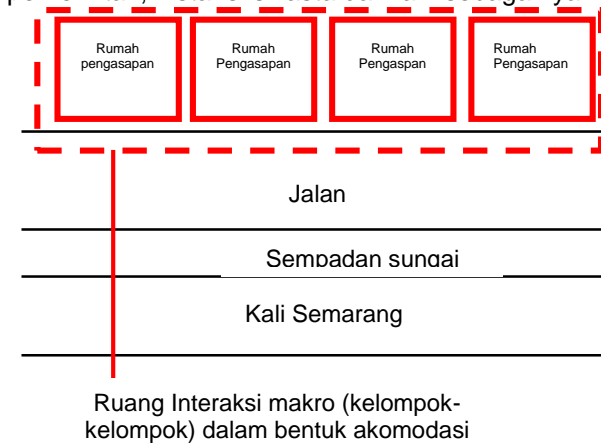 Rumah
pengasapan
Rumah
Pengasapan
Rumah
Pengaspan
Rumah
Pengasapan
Jalan
Sempadan sungai
Kali Semarang
Ruang Interaksi makro (kelompok-
kelompok) dalam bentuk akomodasi